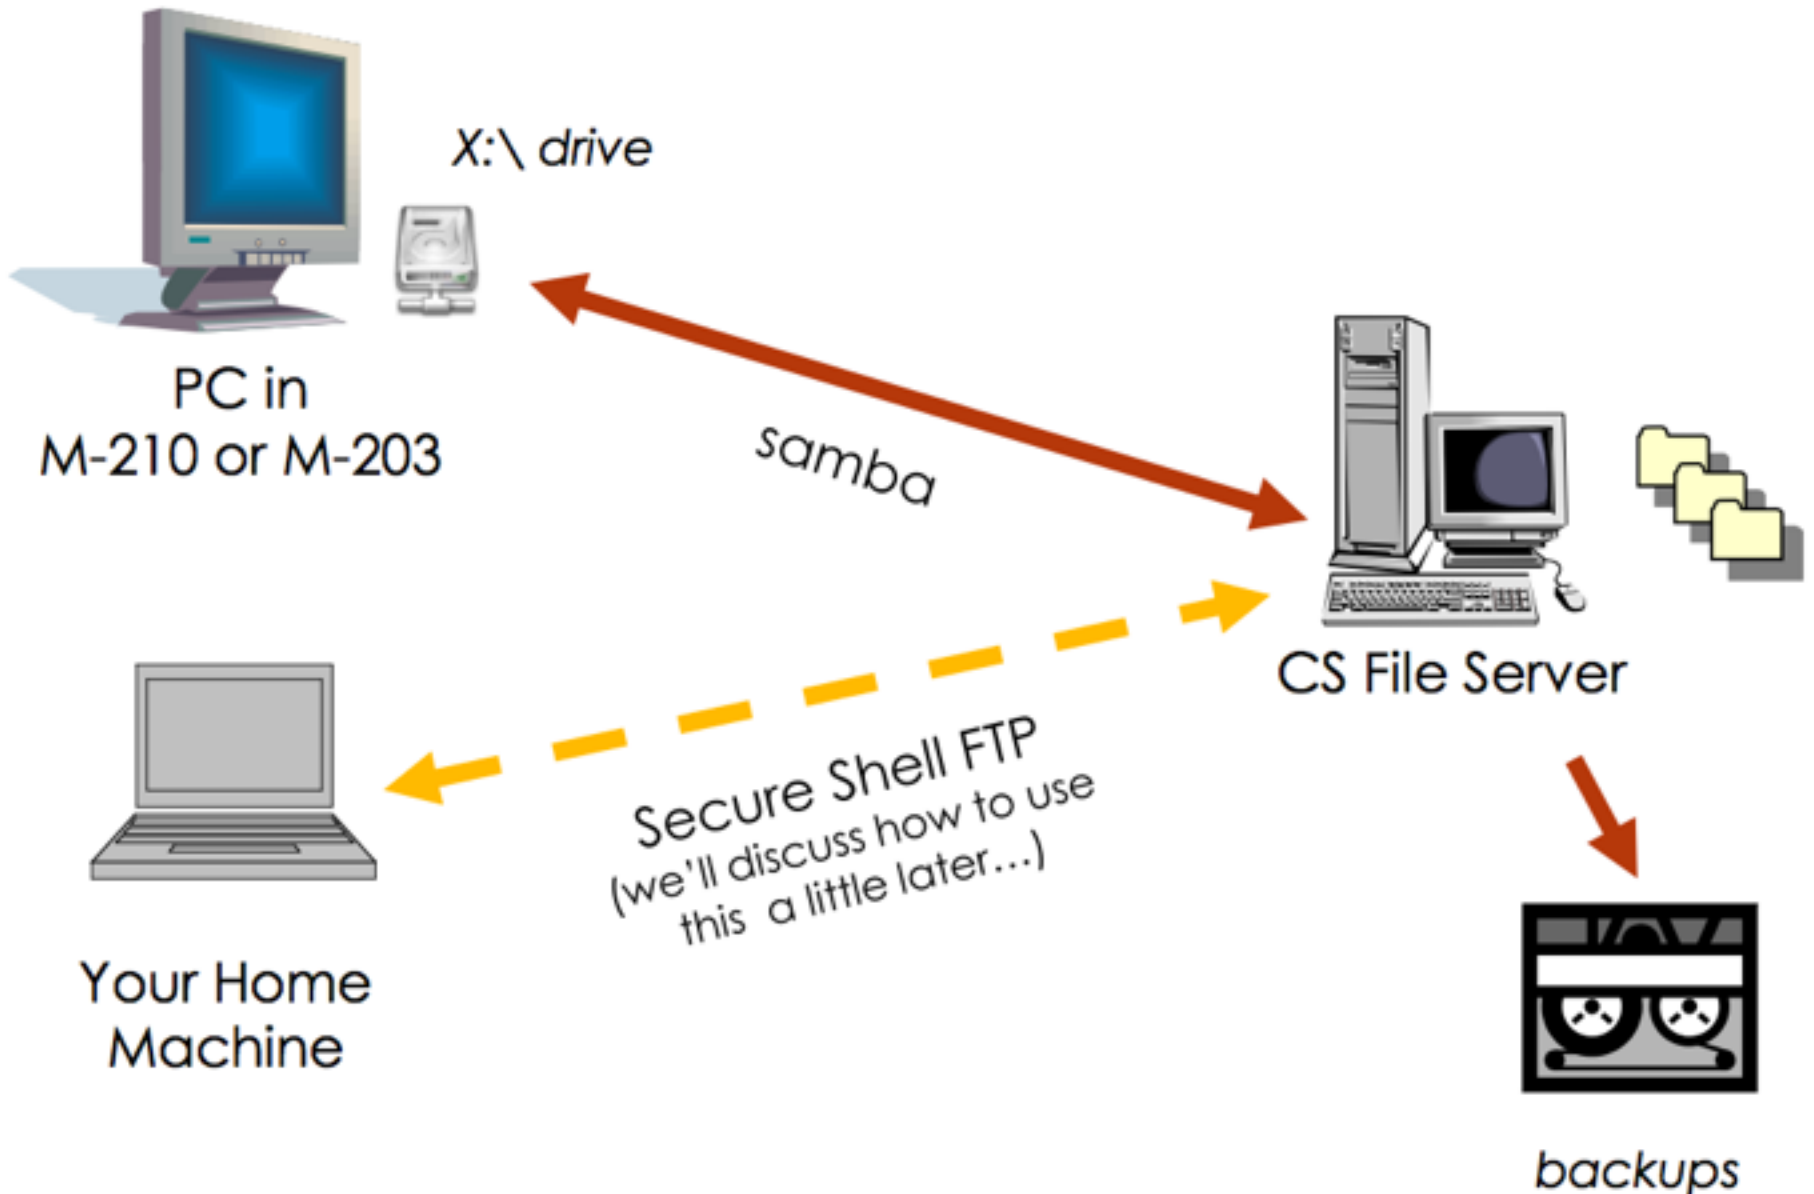 X:\ drive
PC in
M-210 or M-203
samba
CS File Server
Secure Shell FTP
(we'll discuss how to use
this a little later...)
Your Home
Machine
backups